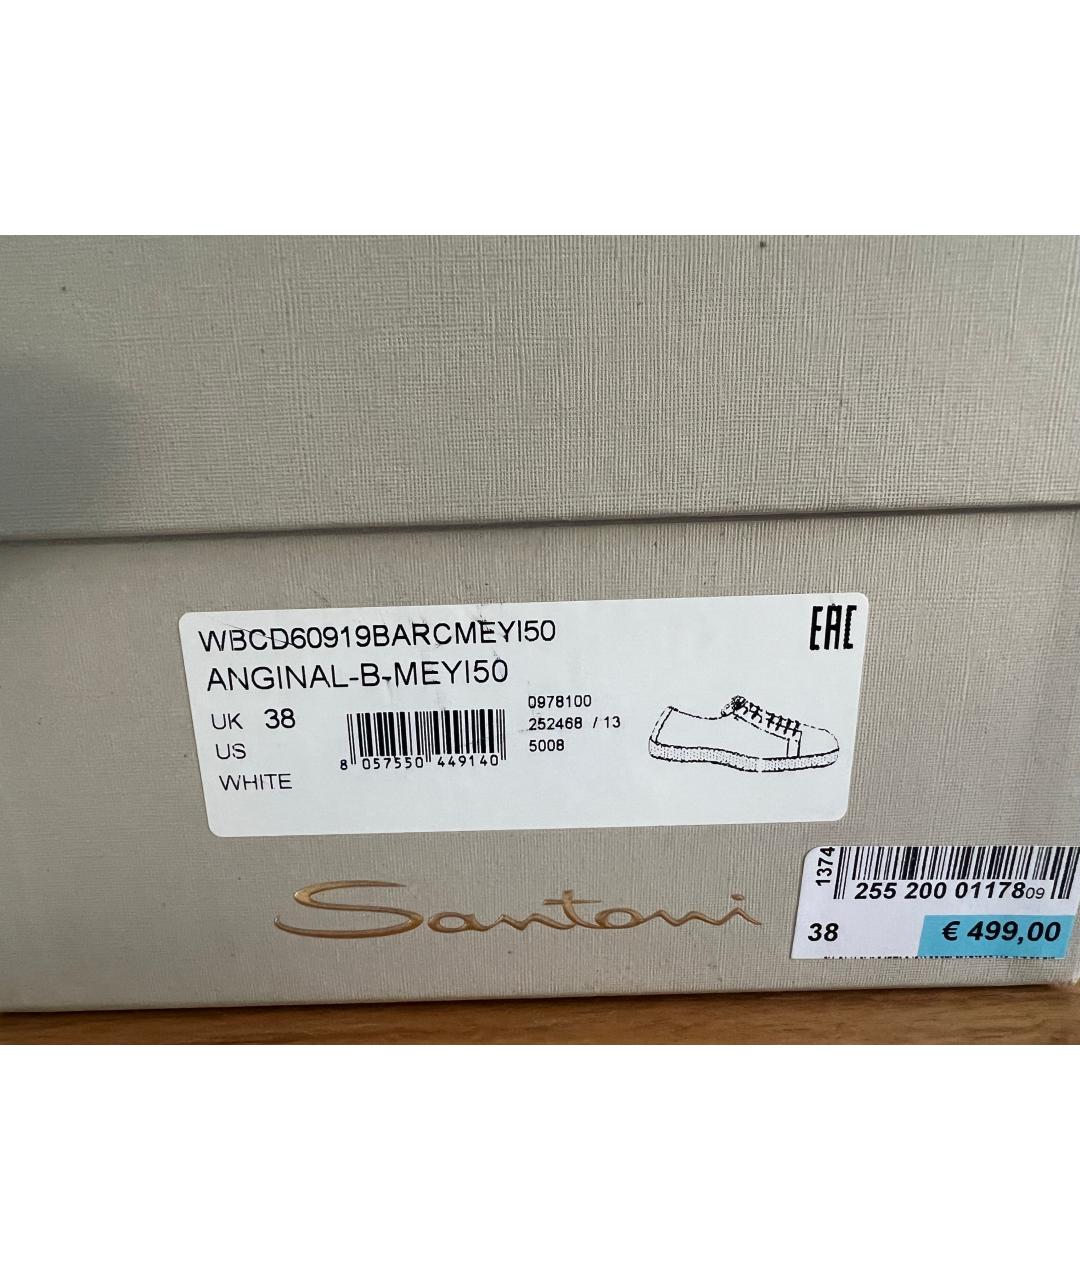 WBCD60919BARCMEYI50
EAC
ANGINAL-B-MEYI50
UK 38
US
WHITE
8 057550 449140
0978100
252468 / 13
5008
Santoni
1374
255 200 01178 09
38
€ 499,00